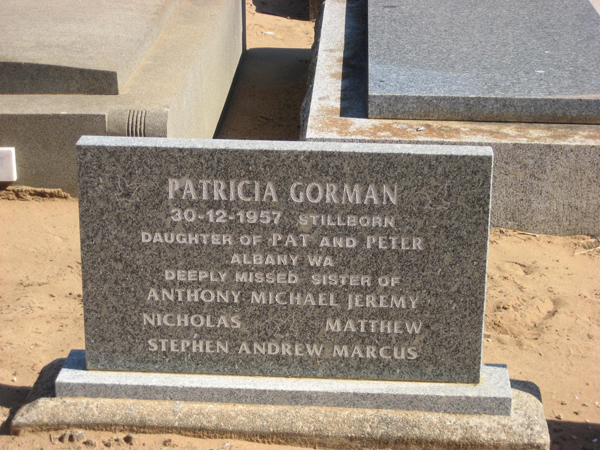 PATRICIA GORMAN
30-12-1957 STILLBORN
DAUGHTER OF PAT AND PETER
ALBANY WA
DEEPLY MISSED SISTER OF
ANTHONY MICHAEL JEREMY
NICHOLAS MATTHEW
STEPHEN ANDREW MARCUS